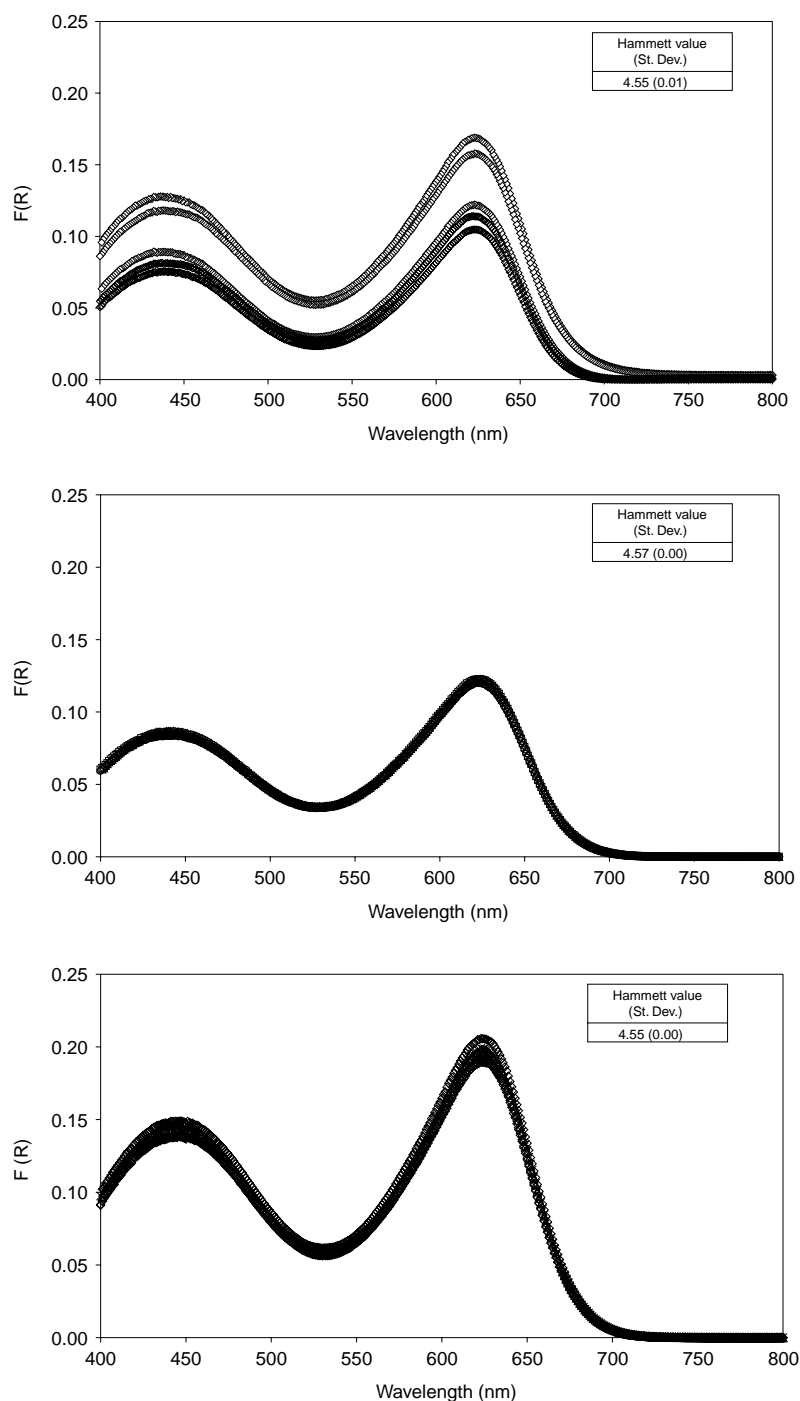 0.25
0.20
0.15
0.10
0.05
0.00
F(R)
Hammett value
(St. Dev.)
4.55 (0.01)
400 450 500 550 600 650 700 750 800
Wavelength (nm)
0.25
0.20
0.15
0.10
0.05
0.00
F(R)
Hammett value
(St. Dev.)
4.57 (0.00)
400 450 500 550 600 650 700 750 800
Wavelength (nm)
0.25
0.20
0.15
0.10
0.05
0.00
F (R)
Hammett value
(St. Dev.)
4.55 (0.00)
400 450 500 550 600 650 700 750 800
Wavelength (nm)